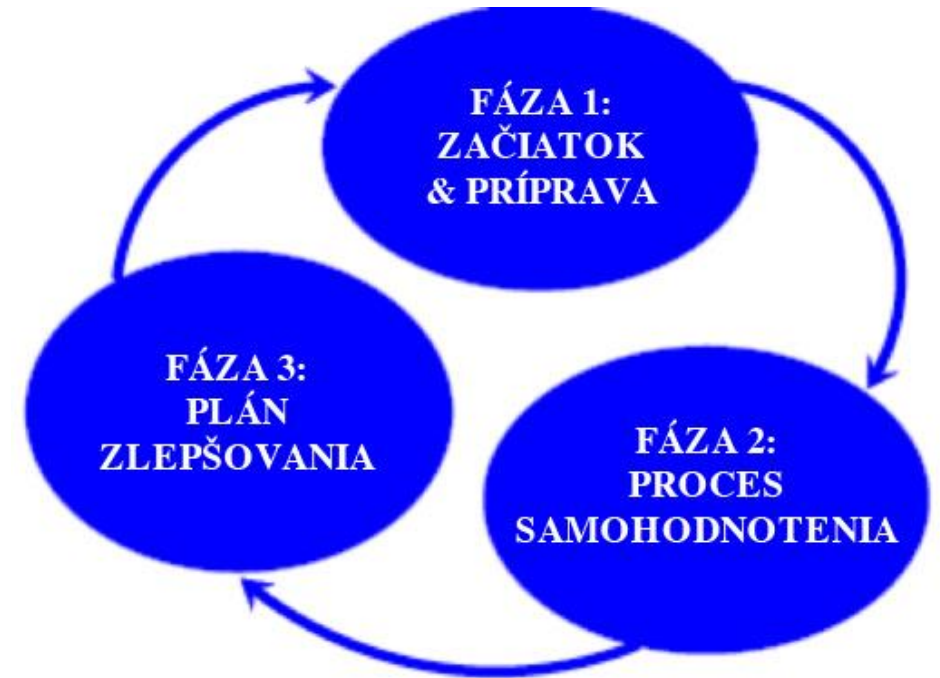 FÁZA 1:
ZAČIATOK
& PRÍPRAVA
FÁZA 2:
PROCES
SAMOHODNOTENIA
FÁZA 3:
PLÁN
ZLEPŠOVANIA